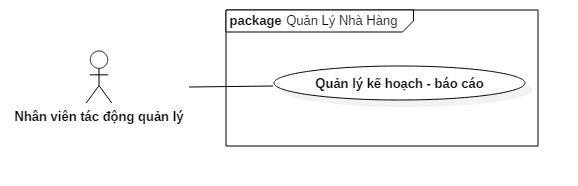 package Quản Lý Nhà Hàng
Quản lý kế hoạch - báo cáo
Nhân viên tác động quản lý